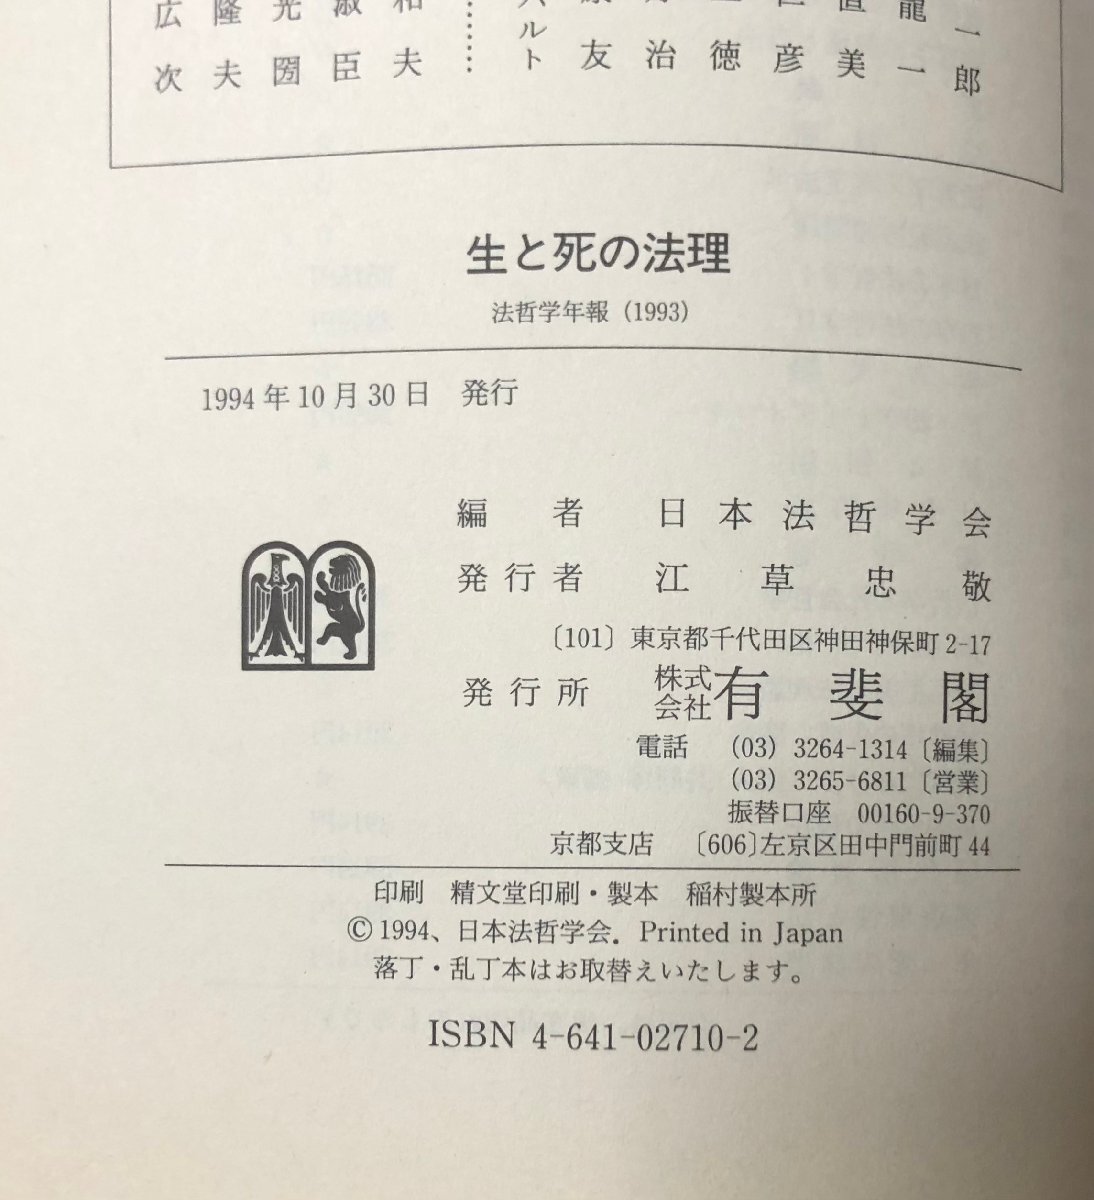 一郎
龍一
直美
彦
徳
治
友
ルト
和夫
淑臣
光圀
隆夫
広次
生と死の法理
法哲学年報（1993）
1994年10月30日　発行
編者　日本法哲学会
発行者　江草忠敬
〔101〕東京都千代田区神田神保町2-17
発行所　株式会社有斐閣
電話　（03）3264-1314〔編集〕
（03）3265-6811〔営業〕
振替口座　00160-9-370
京都支店　〔606〕左京区田中門前町44
印刷　精文堂印刷・製本　稲村製本所
© 1994、日本法哲学会．Printed in Japan
落丁・乱丁本はお取替えいたします。
ISBN 4-641-02710-2